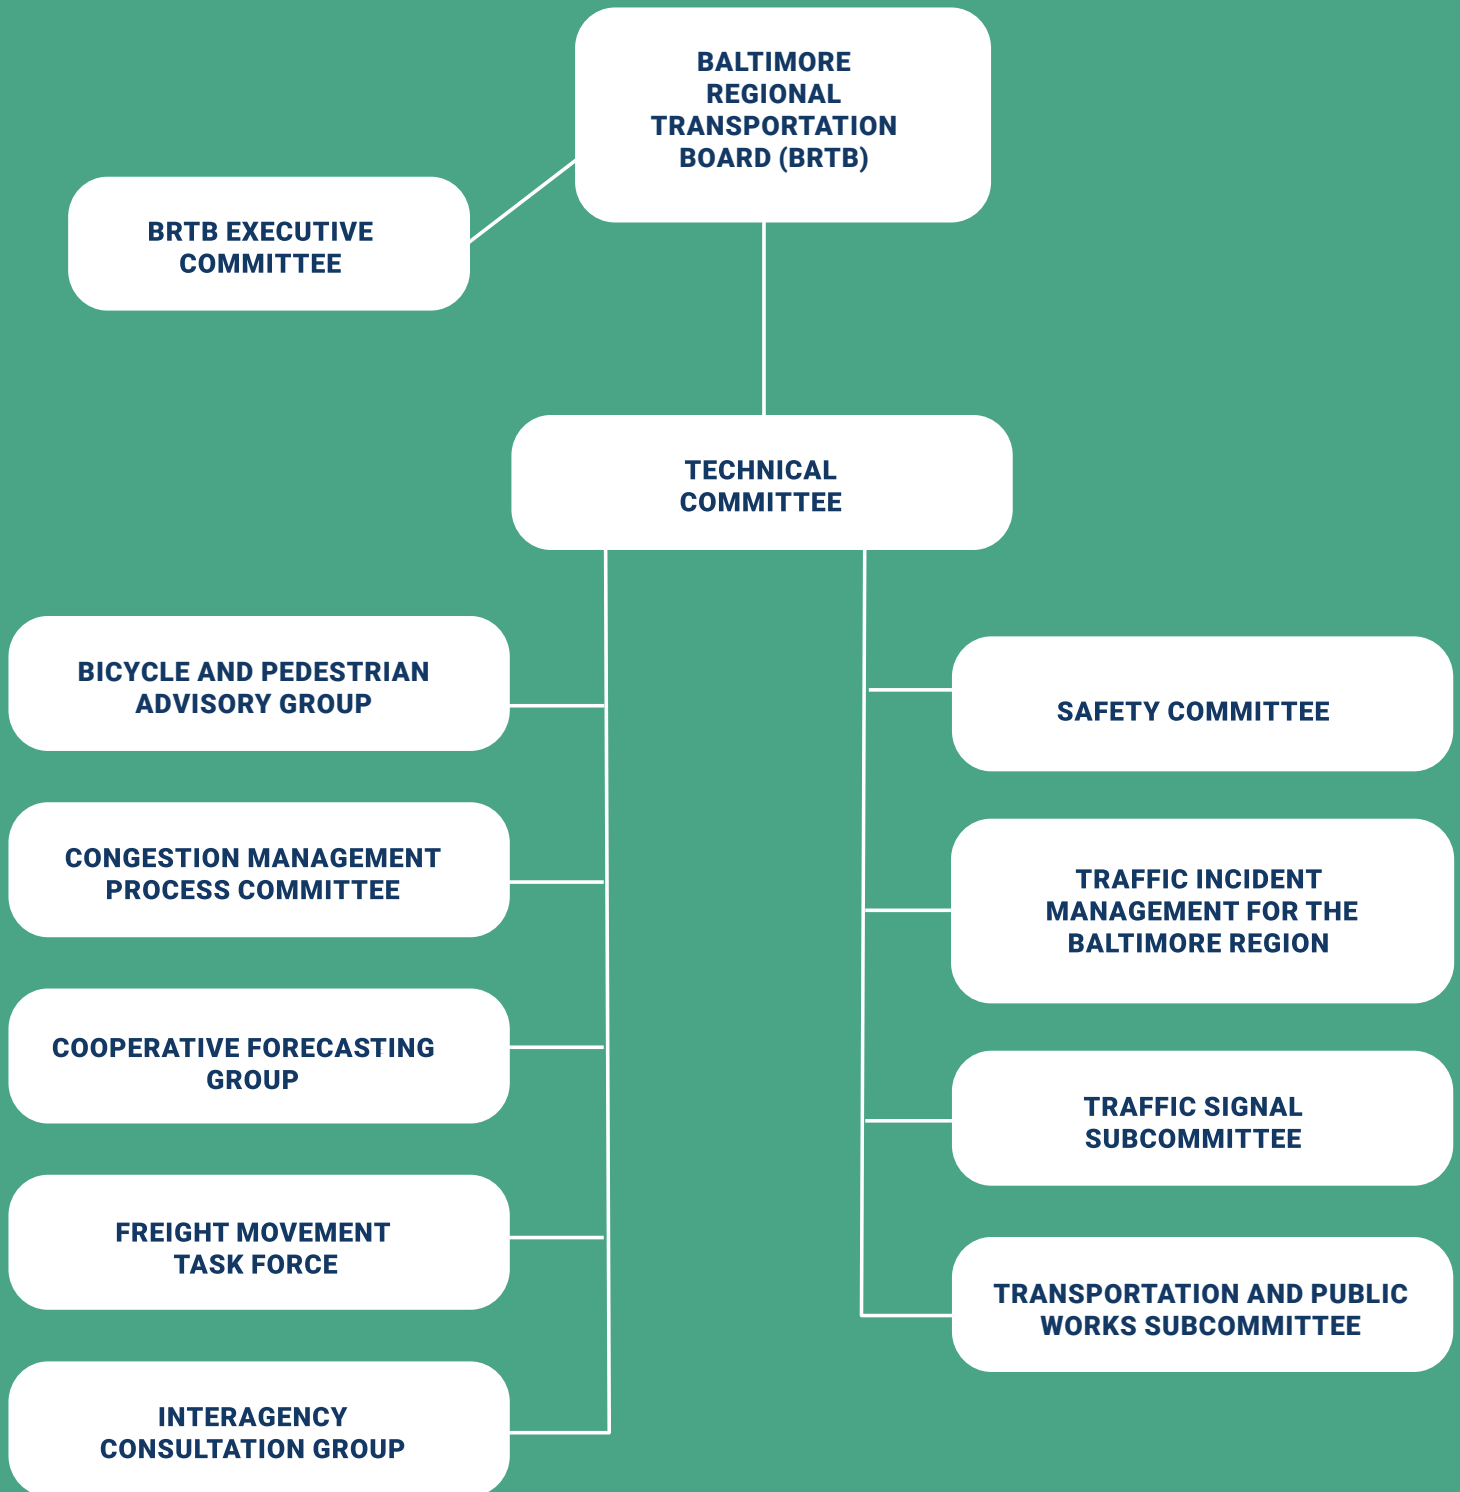 BALTIMORE
REGIONAL
TRANSPORTATION
BOARD (BRTB)
BRTB EXECUTIVE
COMMITTEE
TECHNICAL
COMMITTEE
BICYCLE AND PEDESTRIAN
ADVISORY GROUP
CONGESTION MANAGEMENT
PROCESS COMMITTEE
COOPERATIVE FORECASTING
GROUP
FREIGHT MOVEMENT
TASK FORCE
INTERAGENCY
CONSULTATION GROUP
SAFETY COMMITTEE
TRAFFIC INCIDENT
MANAGEMENT FOR THE
BALTIMORE REGION
TRAFFIC SIGNAL
SUBCOMMITTEE
TRANSPORTATION AND PUBLIC
WORKS SUBCOMMITTEE